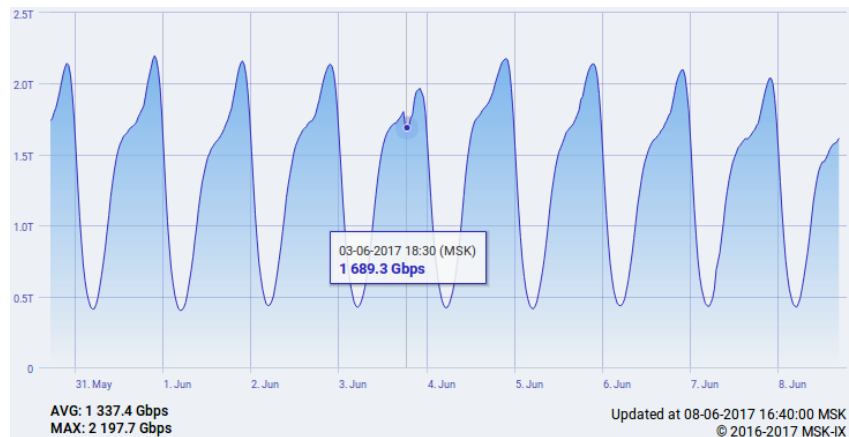 2.5T
2.0T
1.5T
1.0T
0.5T
0
03-06-2017 18:30 (MSK)
1 689.3 Gbps
31. May 1. Jun 2. Jun 3. Jun 4. Jun 5. Jun 6. Jun 7. Jun 8. Jun
AVG: 1 337.4 Gbps
MAX: 2 197.7 Gbps
Updated at 08-06-2017 16:40:00 MSK
© 2016-2017 MSK-IX